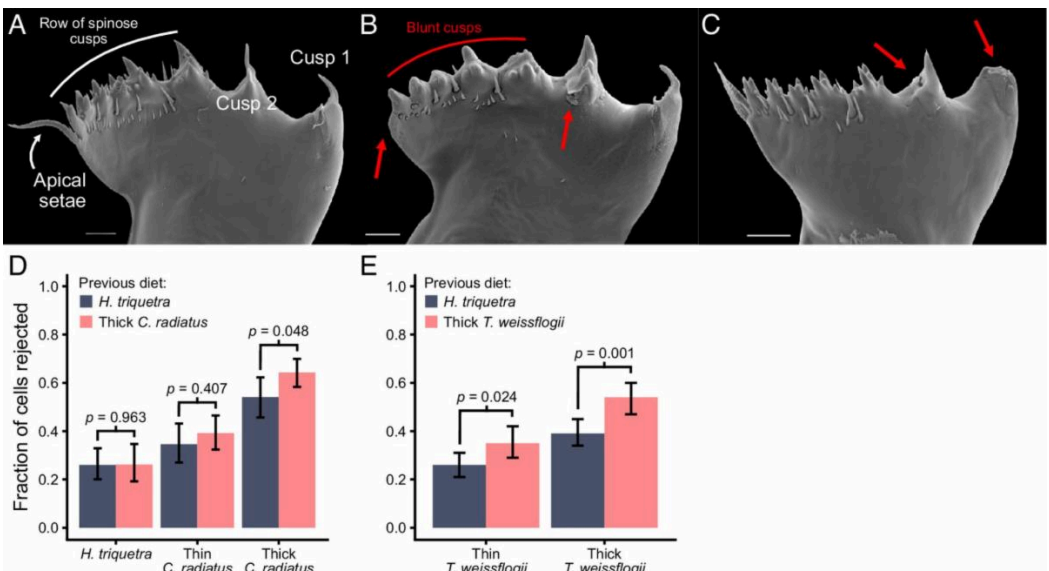 A
Row of spinose
cusps
Cusp 1
Cusp 2
Apical
setae
B
Blunt cusps
C
D
Previous diet:
H. triquetra
Thick C. radiatus
Fraction of cells rejected
1.0
0.8
0.6
0.4
0.2
0.0
p = 0.963
p = 0.407
p = 0.048
H. triquetra
Thin
C. radiatus
Thick
C. radiatus
E
Previous diet:
H. triquetra
Thick T. weissflogii
1.0
0.8
0.6
0.4
0.2
0.0
p = 0.024
p = 0.001
Thin
T. weissflogii
Thick
T. weissflogii